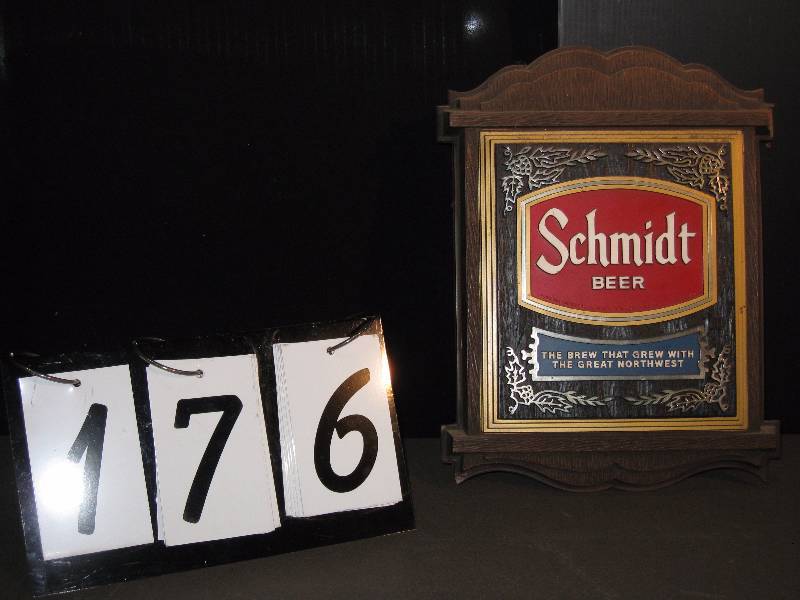 176
Schmidt
BEER
THE BREW THAT GREW WITH
THE GREAT NORTHWEST